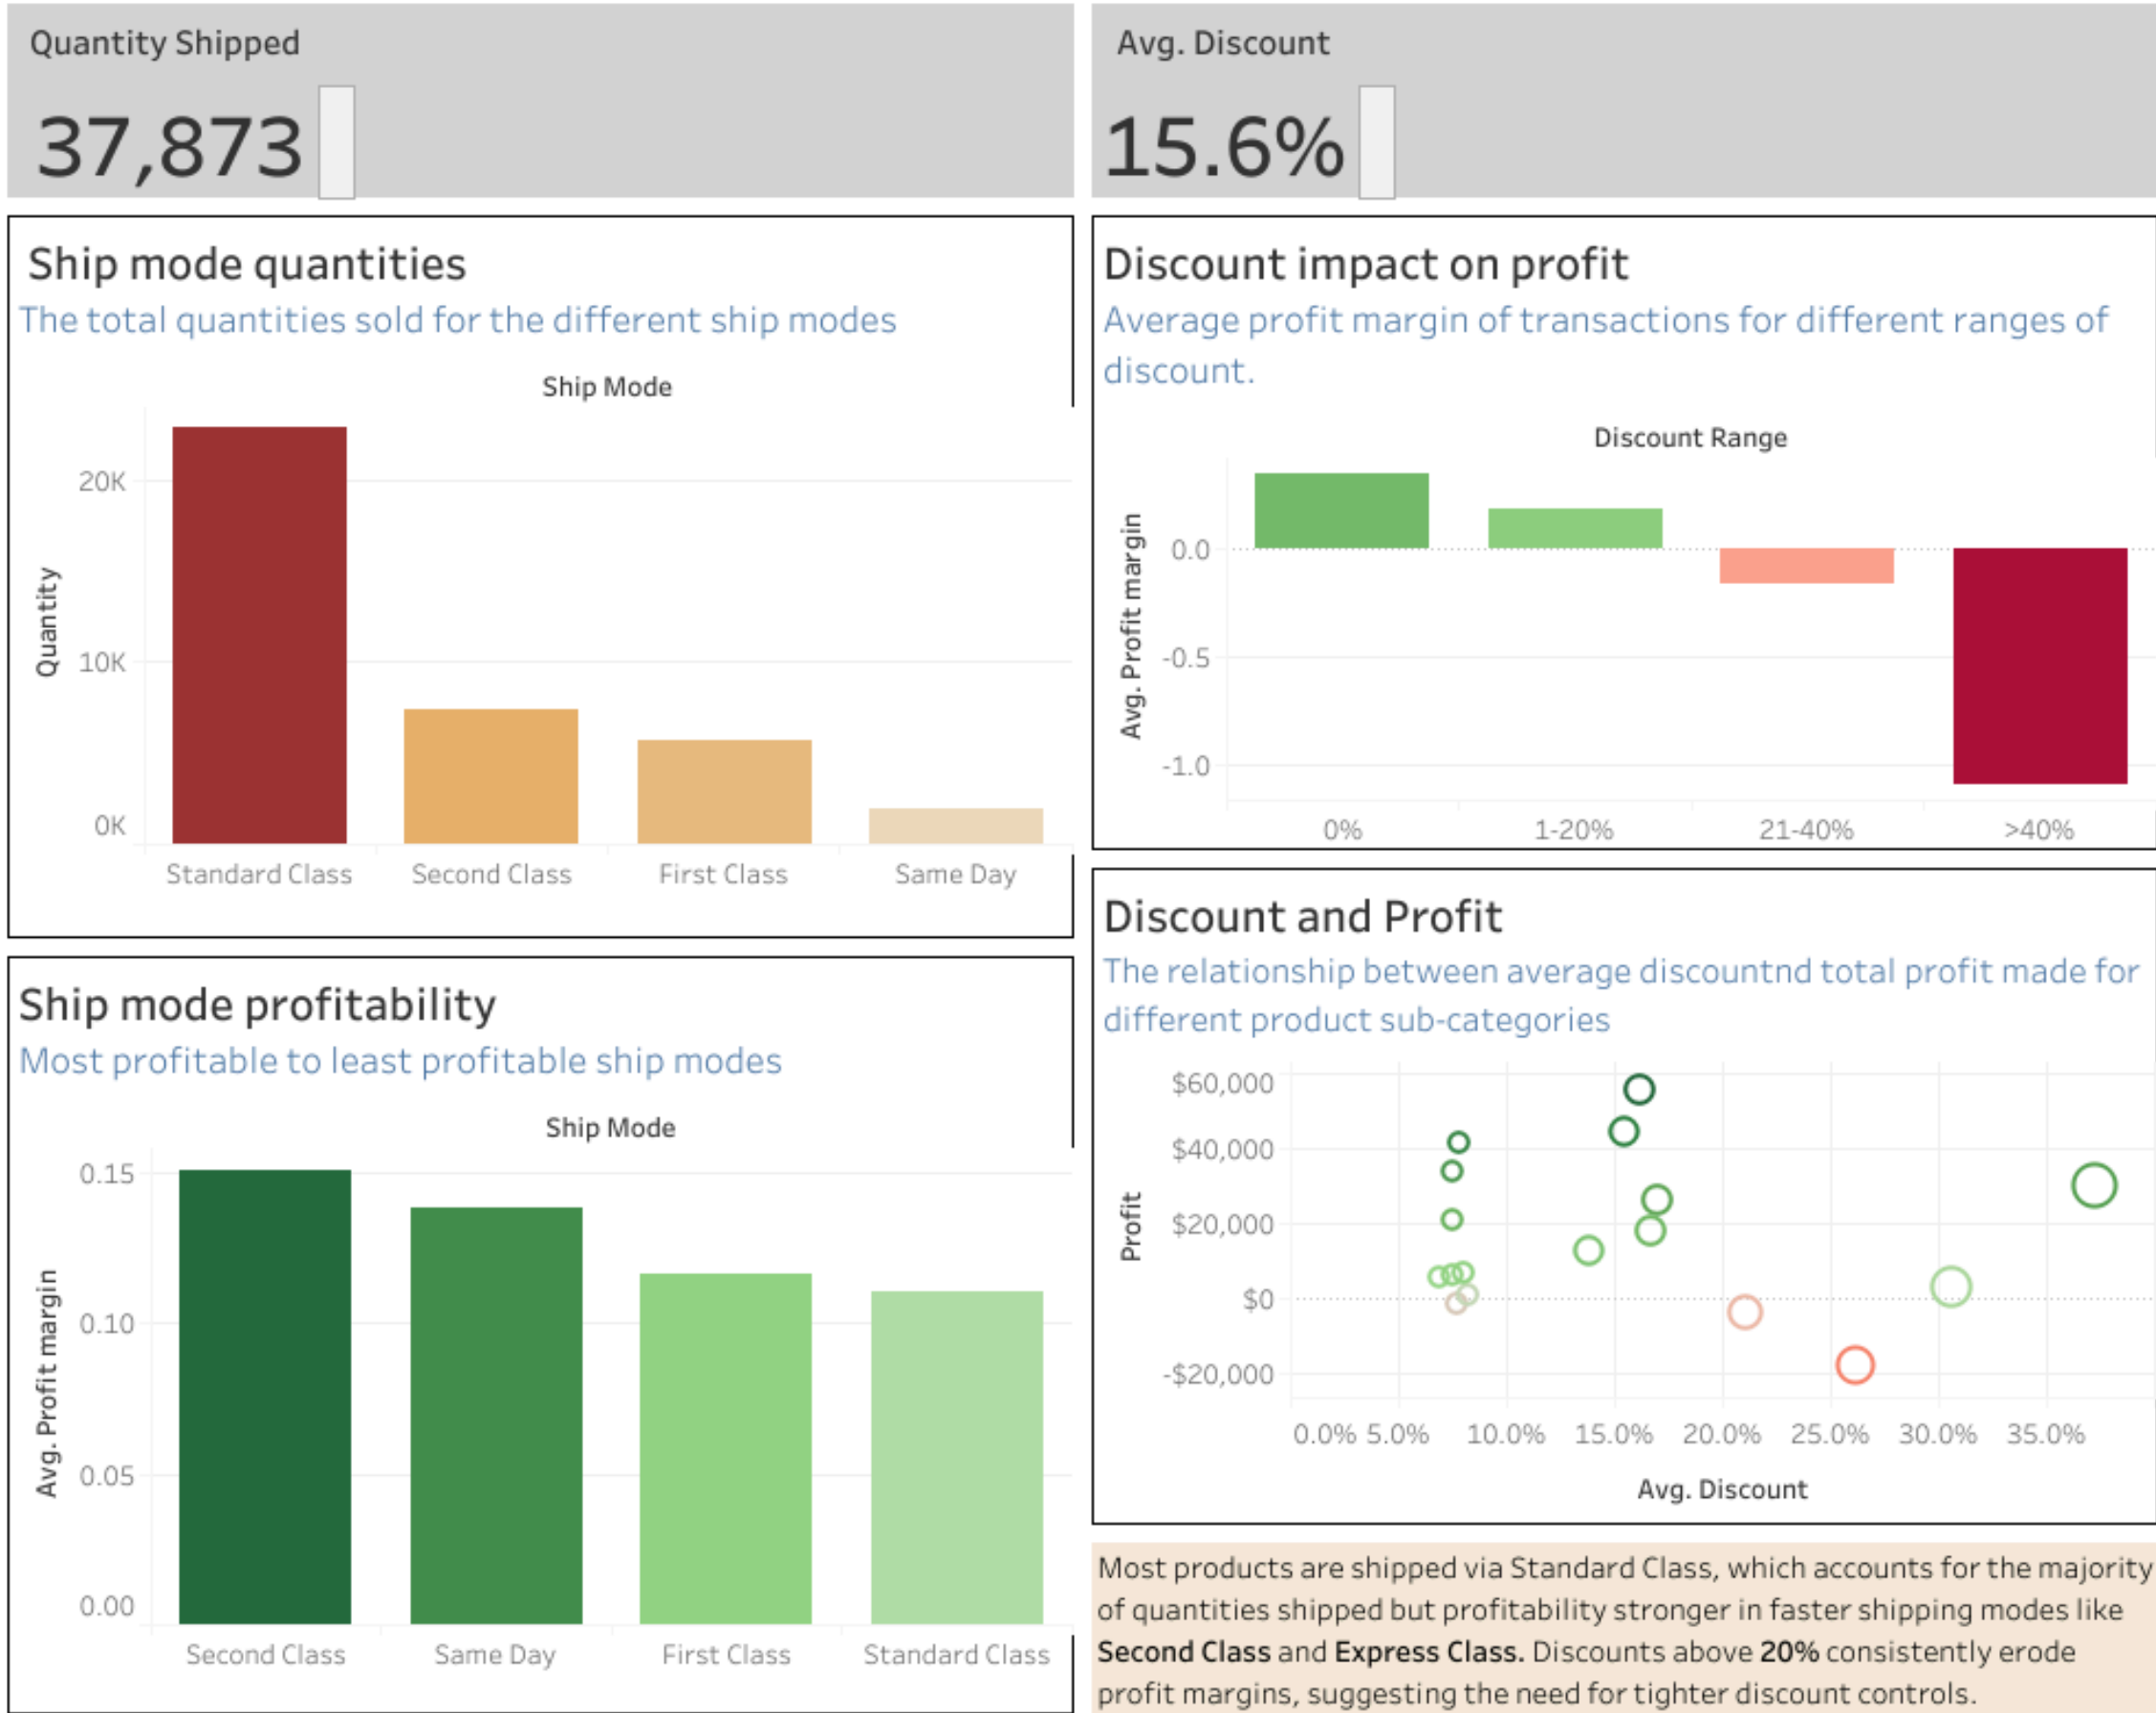 Quantity Shipped
37,873
Avg. Discount
15.6%
Ship mode quantities
The total quantities sold for the different ship modes
Ship Mode
Quantity
20K
10K
0K
Standard Class
Second Class
First Class
Same Day
Ship mode profitability
Most profitable to least profitable ship modes
Ship Mode
Avg. Profit margin
0.15
0.10
0.05
0.00
Second Class
Same Day
First Class
Standard Class
Discount impact on profit
Average profit margin of transactions for different ranges of
discount.
Discount Range
Avg. Profit margin
0.0
-0.5
-1.0
0%
1-20%
21-40%
>40%
Discount and Profit
The relationship between average discountnd total profit made for
different product sub-categories
Profit
$60,000
$40,000
$20,000
$0
-$20,000
0.0% 5.0% 10.0% 15.0% 20.0% 25.0% 30.0% 35.0%
Avg. Discount
Most products are shipped via Standard Class, which accounts for the majority
of quantities shipped but profitability stronger in faster shipping modes like
Second Class and Express Class. Discounts above 20% consistently erode
profit margins, suggesting the need for tighter discount controls.